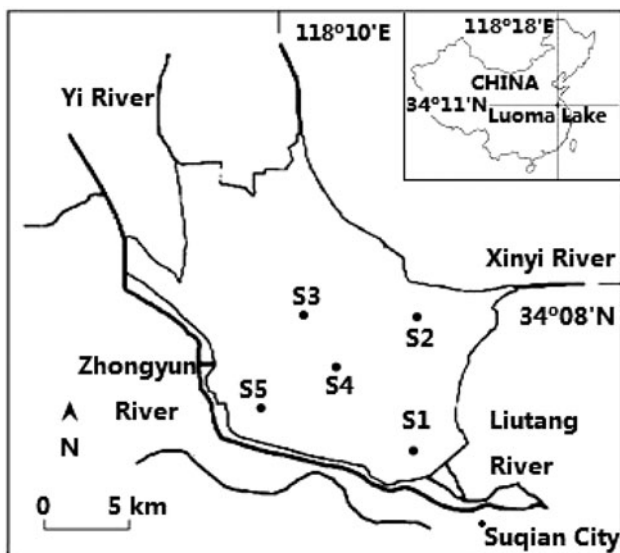 118°10'E
118°18'E
CHINA
34°11'N
Luoma Lake
Yi River
Xinyi River
34°08'N
S3
S2
Zhongyun
River
S4
S5
S1
Liutang
River
N
0 5 km
Suqian City